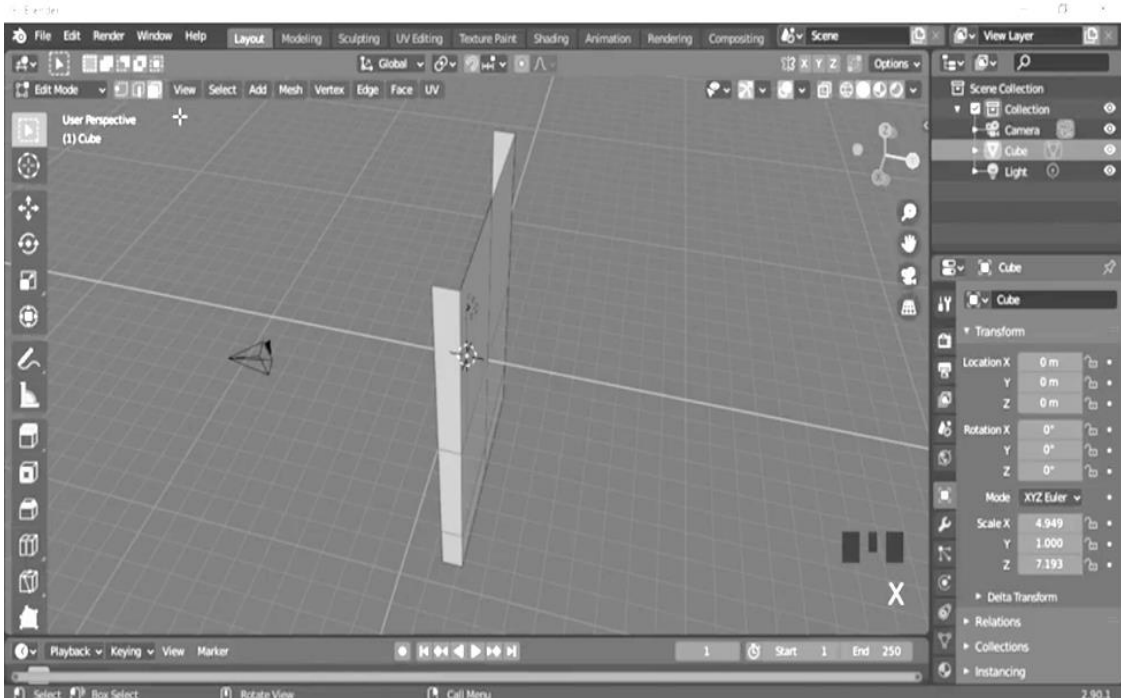 Blender
File Edit Render Window Help Layout Modeling Sculpting UV Editing Texture Paint Shading Animation Rendering Compositing Scene View Layer
Global X Y Z Options
Edit Mode View Select Add Mesh Vertex Edge Face UV
User Perspective
(1) Cube
Z
X
Scene Collection
Collection
Camera
Cube
Light
Cube
Cube
Transform
Location X 0 m
Y 0 m
Z 0 m
Rotation X 0°
Y 0°
Z 0°
Mode XYZ Euler
Scale X 4.949
Y 1.000
Z 7.193
Delta Transform
Relations
Collections
Instancing
Playback Keying View Marker 1 Start 1 End 250
Select Box Select Rotate View Call Menu 2.90.1